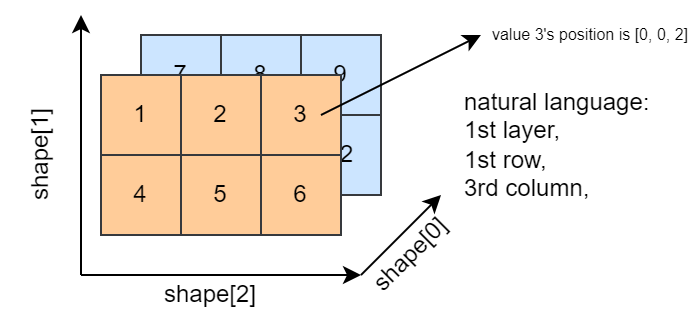 value 3's position is [0, 0, 2]
7 8 9
1 2 3
natural language:
1st layer,
1st row,
3rd column,
2
4 5 6
shape[1]
shape[0]
shape[2]